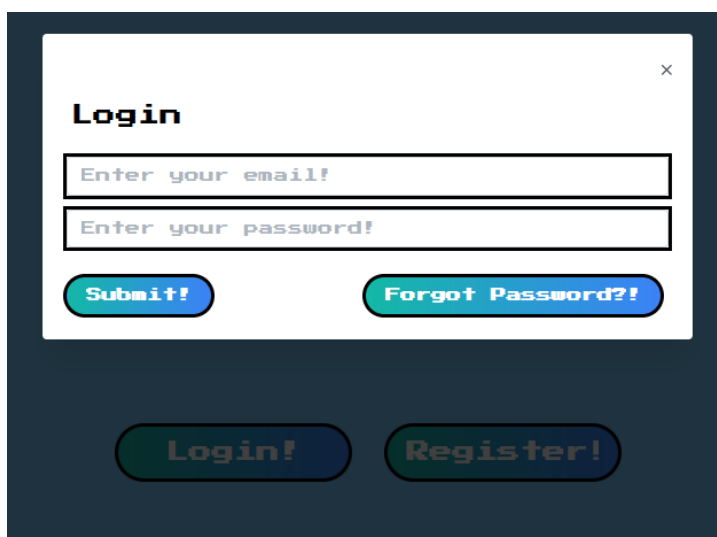 ×
Login
Enter your email!
Enter your password!
Submit! Forgot Password?!
Login! Register!